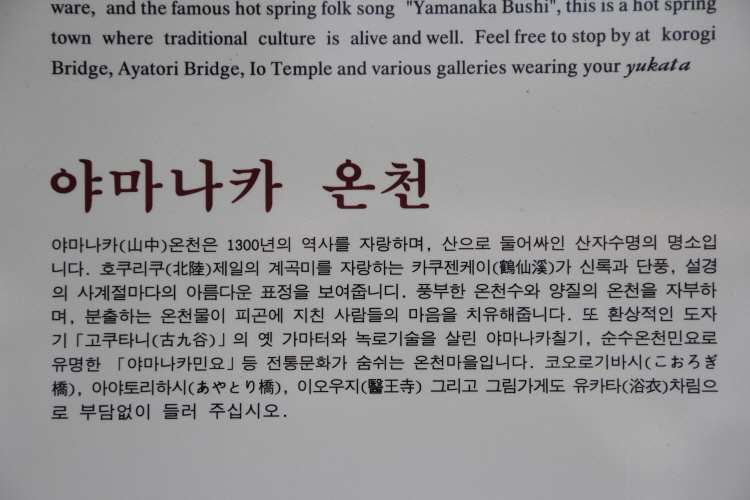 ware, and the famous hot spring folk song "Yamanaka Bushi", this is a hot spring
town where traditional culture is alive and well. Feel free to stop by at korogi
Bridge, Ayatori Bridge, Io Temple and various galleries wearing your yukata
야마나카 온천
야마나카(山中)온천은 1300년의 역사를 자랑하며, 산으로 둘어싸인 산자수명의 명소입
니다. 호쿠리쿠(北陸)제일의 계곡미를 자랑하는 카쿠젠케이(鶴仙溪)가 신록과 단풍, 설경
의 사계절마다의 아름다운 표정을 보여줍니다. 풍부한 온천수와 양질의 온천을 자부하
며, 분출하는 온천물이 피곤에 지친 사람들의 마음을 치유해줍니다. 또 환상적인 도자
기「고쿠타니(古九谷)」의 옛 가마터와 녹로기술을 살린 야마나카칠기, 순수온천민요로
유명한 「야마나카민요」등 전통문화가 숨쉬는 온천마을입니다. 코오로기바시(こおろぎ
橋), 아야토리하시(あやとり橋), 이오우지(醫王寺) 그리고 그림가게도 유카타(浴衣)차림으
로 부담없이 들러 주십시오.